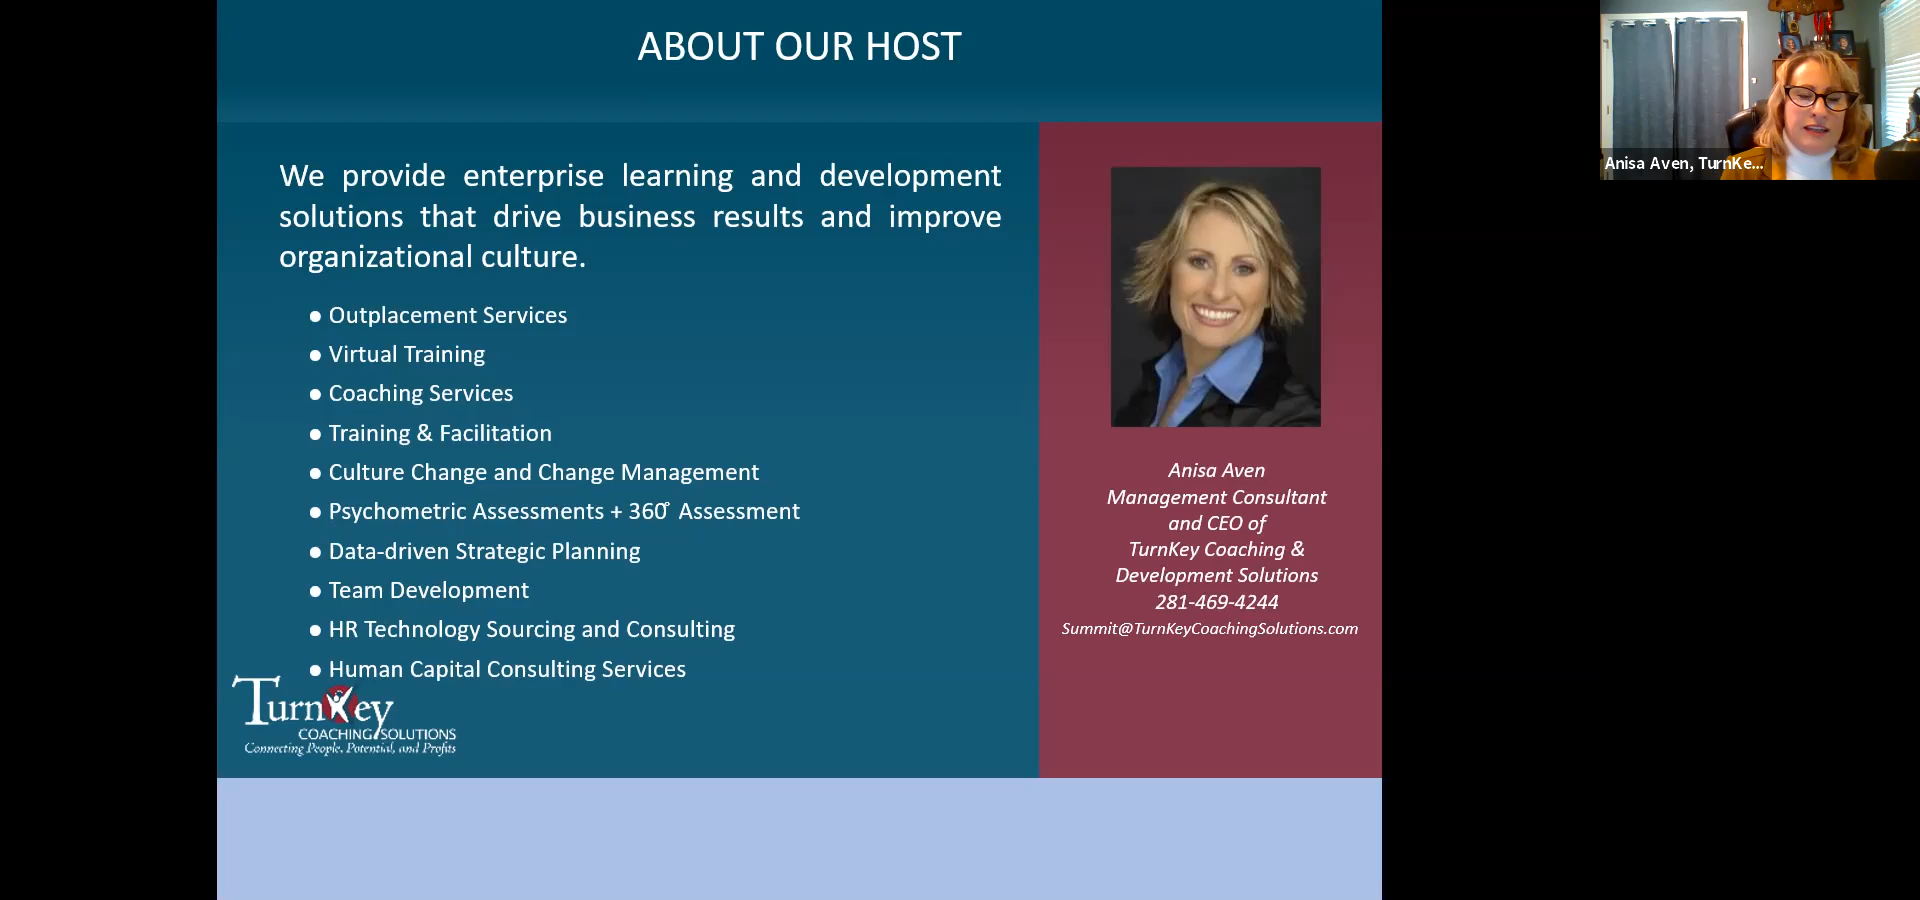 ABOUT OUR HOST
We provide enterprise learning and development
solutions that drive business results and improve
organizational culture.
● Outplacement Services
● Virtual Training
● Coaching Services
● Training & Facilitation
● Culture Change and Change Management
● Psychometric Assessments + 360° Assessment
● Data-driven Strategic Planning
● Team Development
● HR Technology Sourcing and Consulting
● Human Capital Consulting Services
TurnKey
COACHING SOLUTIONS
Connecting People, Potential, and Profits
Anisa Aven
Management Consultant
and CEO of
TurnKey Coaching &
Development Solutions
281-469-4244
Summit@TurnKeyCoachingSolutions.com
Anisa Aven, TurnKe...